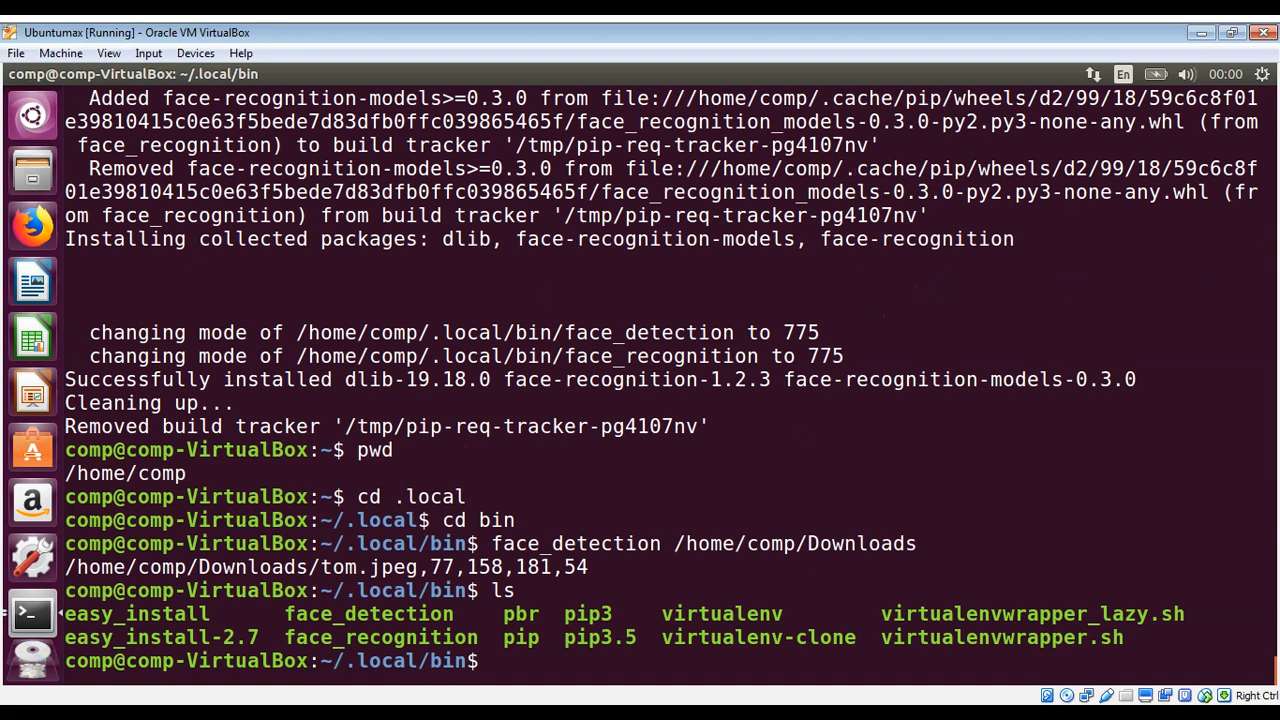 Ubuntumax [Running] - Oracle VM VirtualBox
File Machine View Input Devices Help
comp@comp-VirtualBox: ~/.local/bin En 00:00
Added face-recognition-models>=0.3.0 from file:///home/comp/.cache/pip/wheels/d2/99/18/59c6c8f01
e39810415c0e63f5bede7d83dfb0ffc039865465f/face_recognition_models-0.3.0-py2.py3-none-any.whl (from
face_recognition) to build tracker '/tmp/pip-req-tracker-pg4107nv'
Removed face-recognition-models>=0.3.0 from file:///home/comp/.cache/pip/wheels/d2/99/18/59c6c8f
01e39810415c0e63f5bede7d83dfb0ffc039865465f/face_recognition_models-0.3.0-py2.py3-none-any.whl (fr
om face_recognition) from build tracker '/tmp/pip-req-tracker-pg4107nv'
Installing collected packages: dlib, face-recognition-models, face-recognition
changing mode of /home/comp/.local/bin/face_detection to 775
changing mode of /home/comp/.local/bin/face_recognition to 775
Successfully installed dlib-19.18.0 face-recognition-1.2.3 face-recognition-models-0.3.0
Cleaning up...
Removed build tracker '/tmp/pip-req-tracker-pg4107nv'
comp@comp-VirtualBox:~$ pwd
/home/comp
comp@comp-VirtualBox:~$ cd .local
comp@comp-VirtualBox:~/.local$ cd bin
comp@comp-VirtualBox:~/.local/bin$ face_detection /home/comp/Downloads
/home/comp/Downloads/tom.jpeg,77,158,181,54
comp@comp-VirtualBox:~/.local/bin$ ls
easy_install face_detection pbr pip3 virtualenv virtualenvwrapper_lazy.sh
easy_install-2.7 face_recognition pip pip3.5 virtualenv-clone virtualenvwrapper.sh
comp@comp-VirtualBox:~/.local/bin$
Right Ctrl